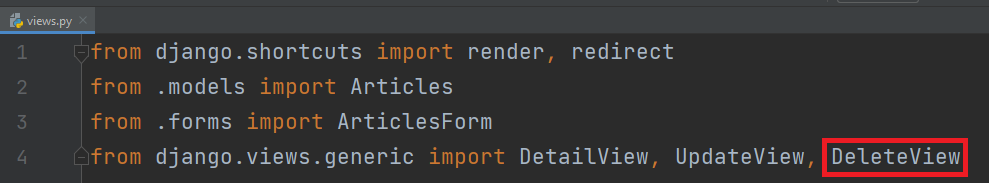 views.py
1 from django.shortcuts import render, redirect
2 from .models import Articles
3 from .forms import ArticlesForm
4 from django.views.generic import DetailView, UpdateView, DeleteView